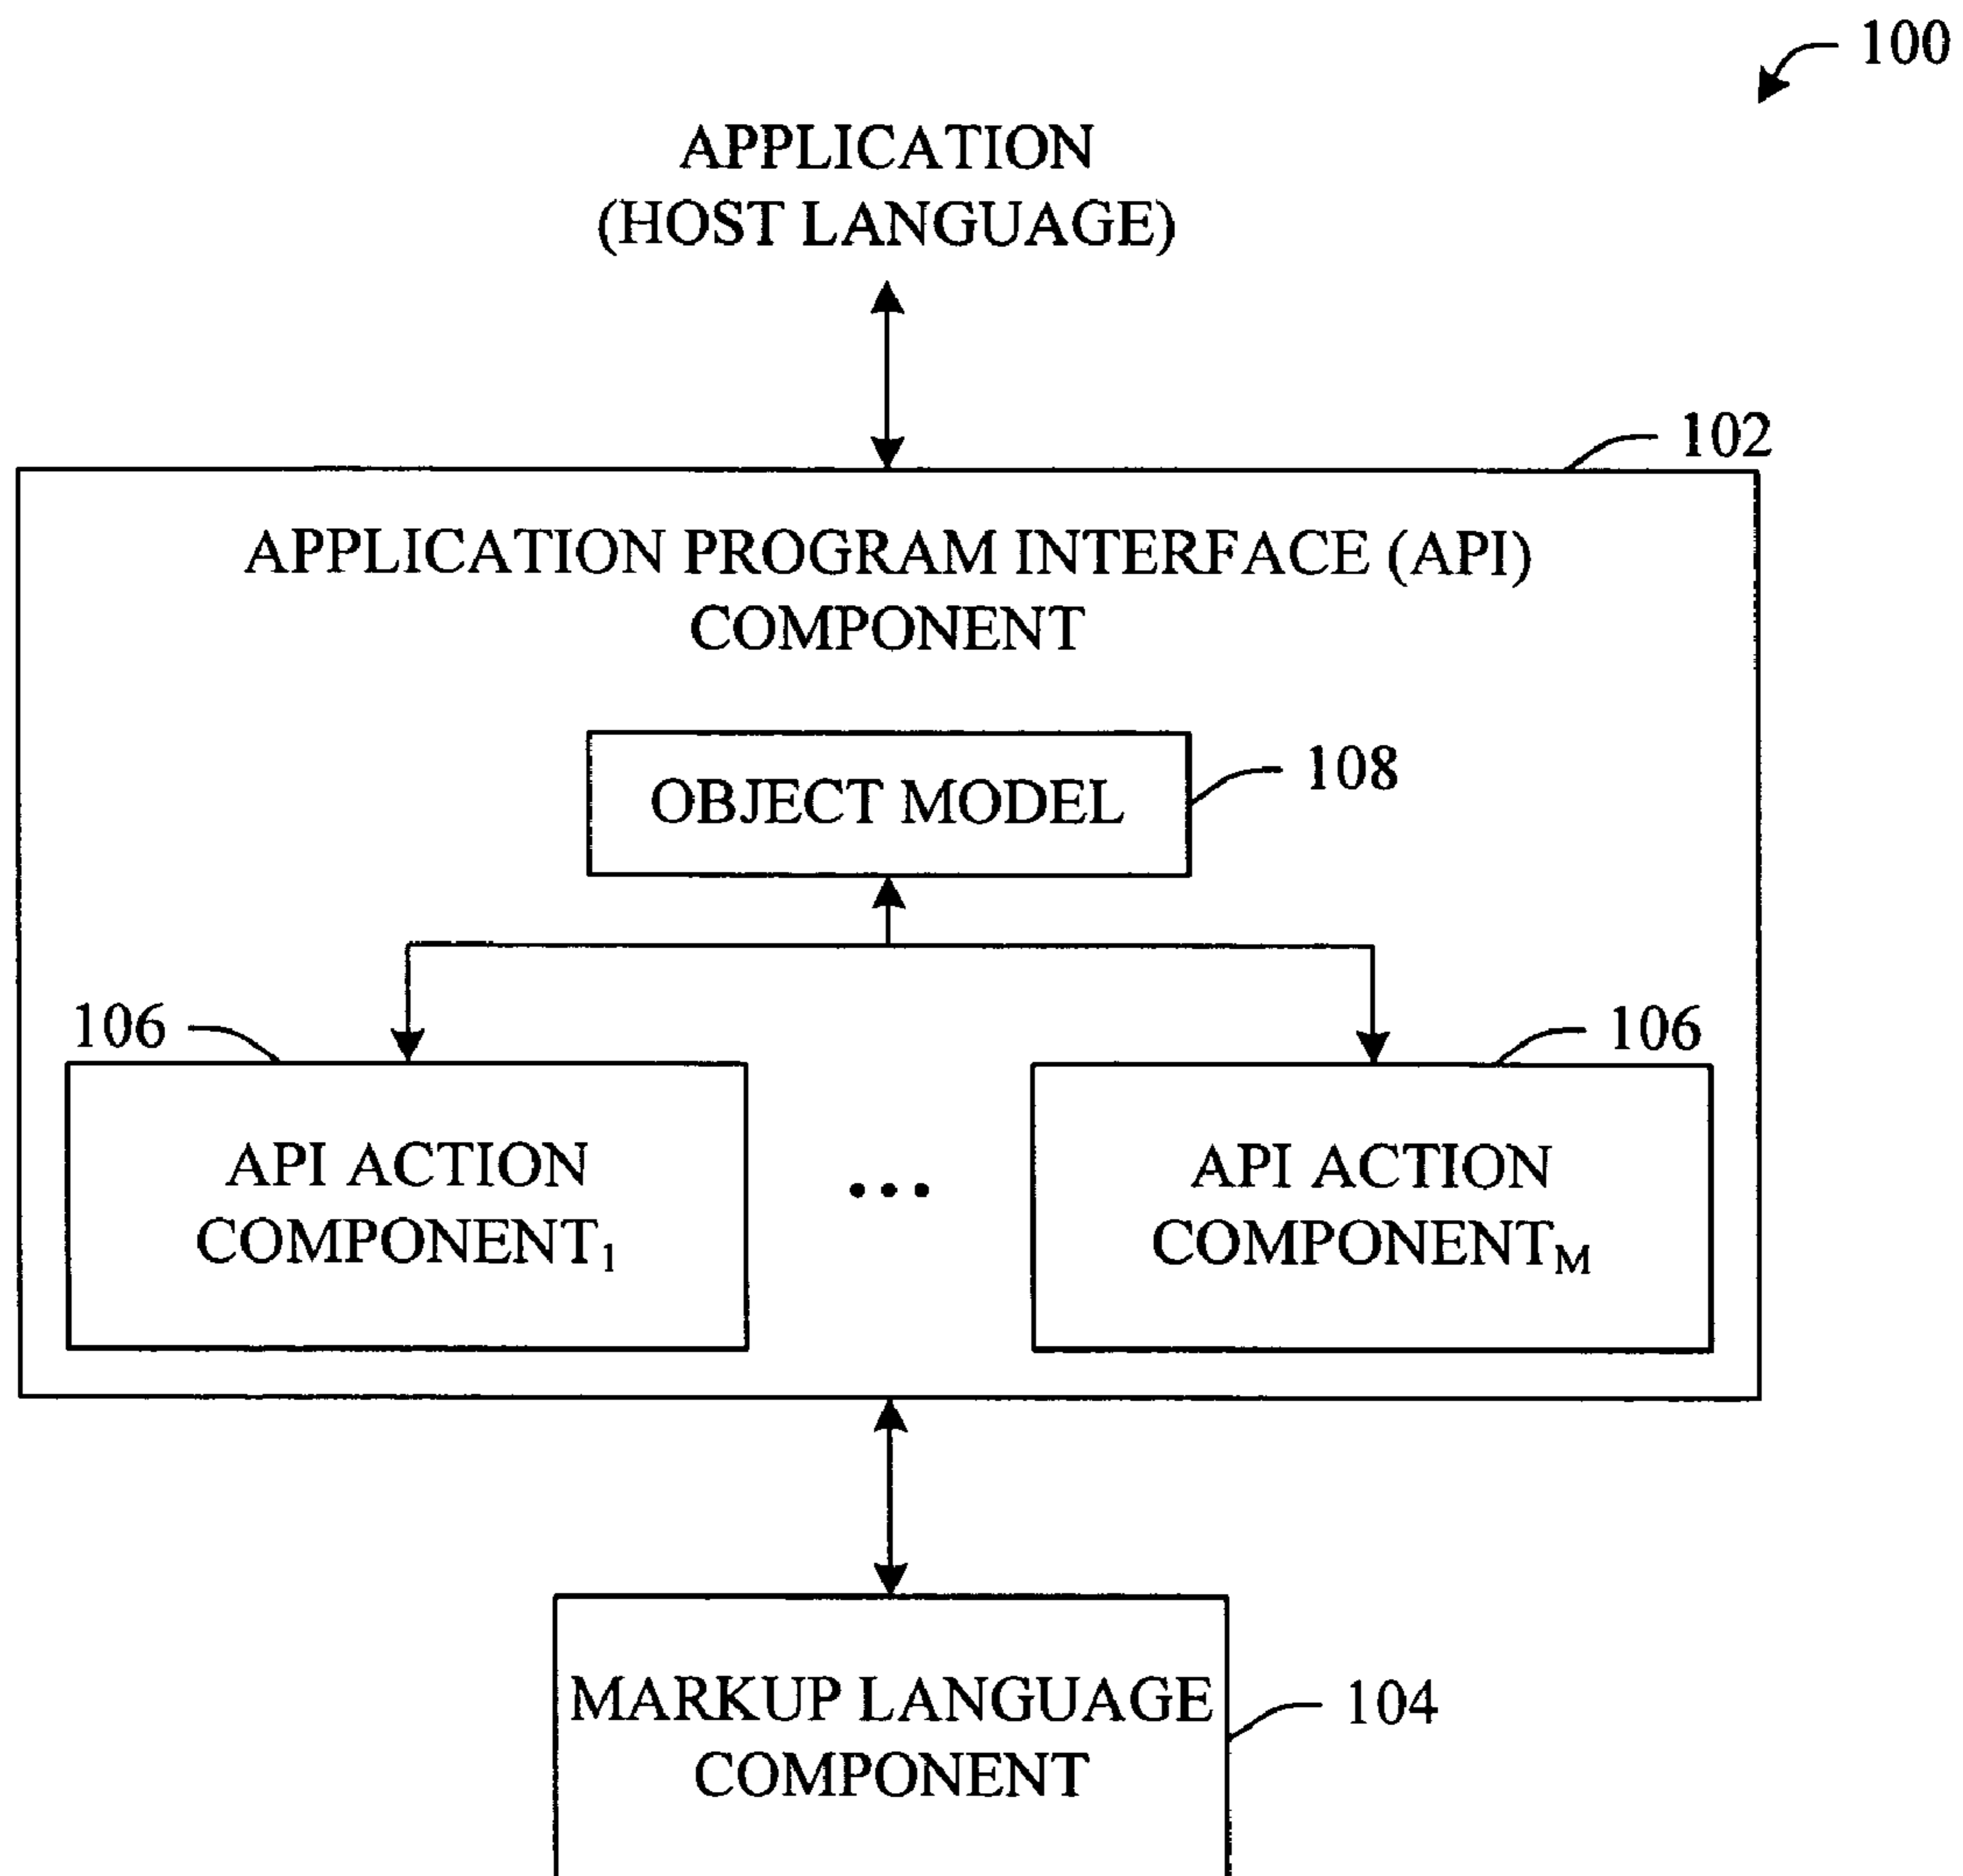 100
APPLICATION
(HOST LANGUAGE)
102
APPLICATION PROGRAM INTERFACE (API)
COMPONENT
OBJECT MODEL
108
106
106
API ACTION
COMPONENT1
...
API ACTION
COMPONENTM
MARKUP LANGUAGE
COMPONENT
104